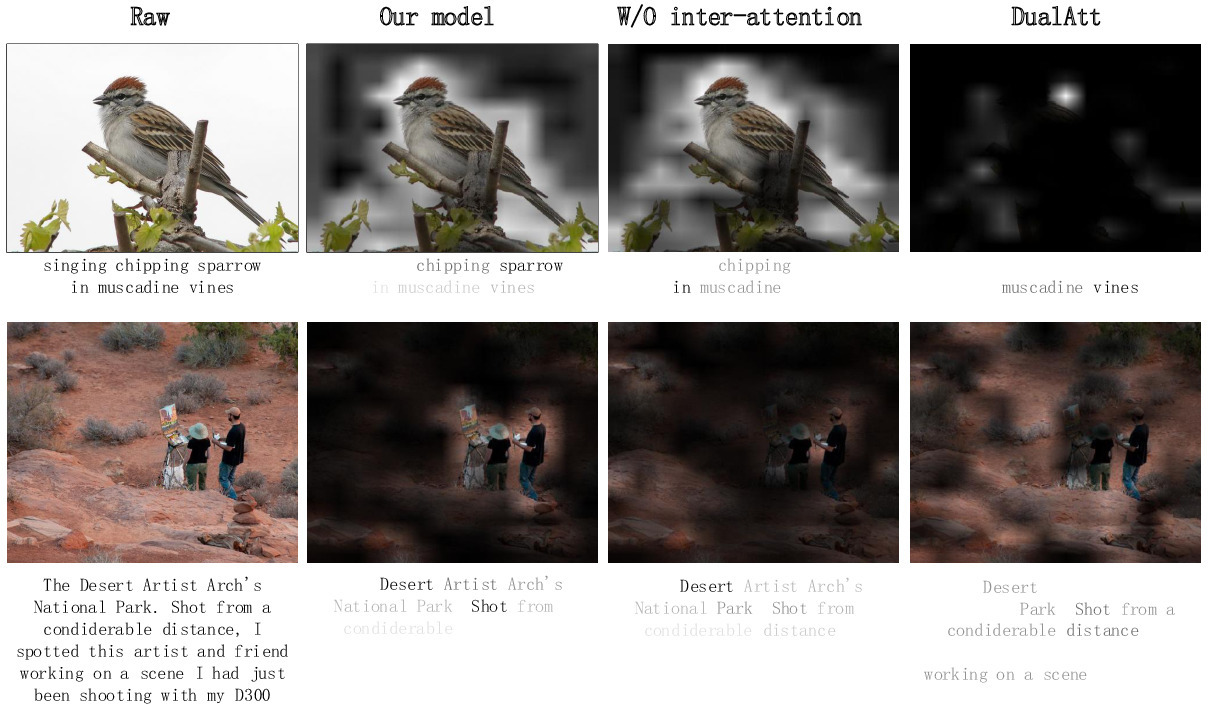 Raw
Our model
W/O inter-attention
DualAtt
singing chipping sparrow
in muscadine vines
chipping sparrow
in muscadine vines
chipping
in muscadine
muscadine vines
The Desert Artist Arch's
National Park. Shot from a
condiderable distance, I
spotted this artist and friend
working on a scene I had just
been shooting with my D300
Desert Artist Arch's
National Park Shot from
condiderable
Desert Artist Arch's
National Park Shot from
condiderable distance
Desert
Park Shot from a
condiderable distance
working on a scene